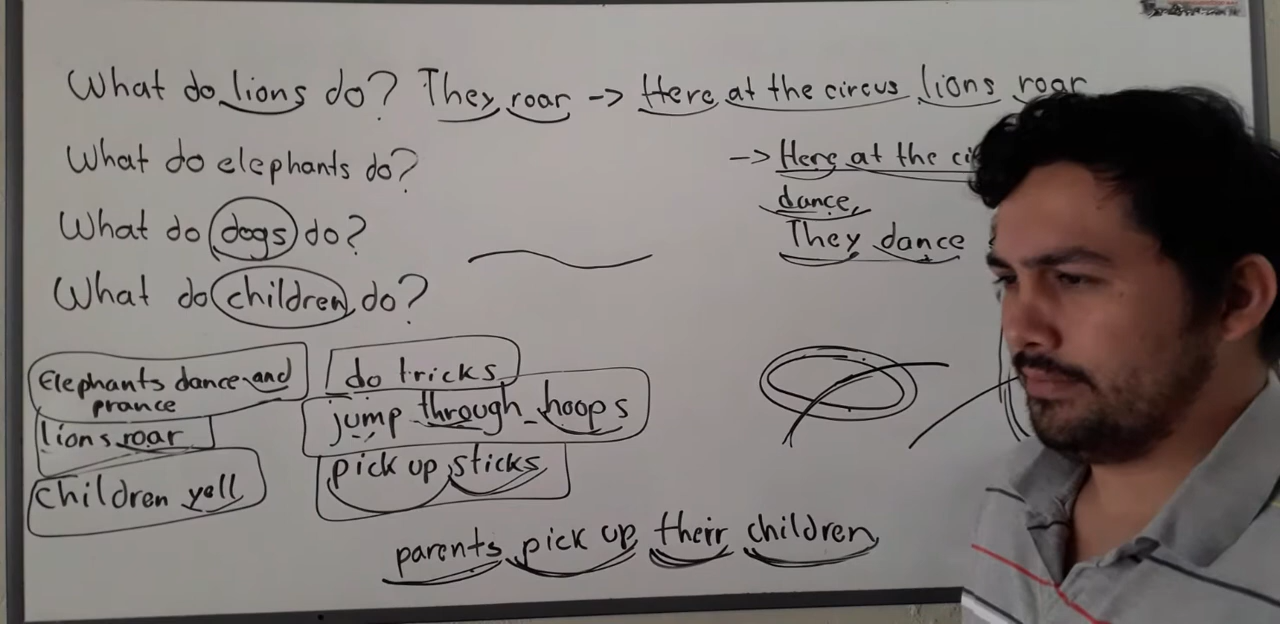 What do lions do? They roar -> Here at the circus lions roar
What do elephants do?
-> Here at the
dance,
They dance
What do dogs do?
What do children do?
Elephants dance and
prance
lions roar
Children yell
do tricks
jump through hoops
pick up sticks
parents pick up their children